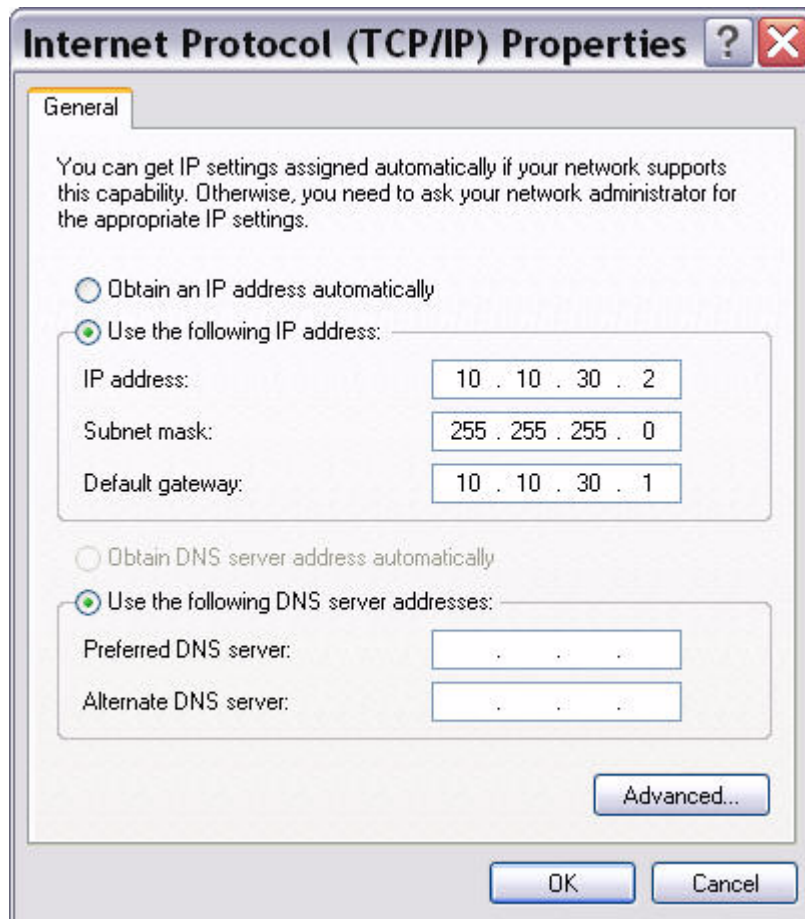 Internet Protocol (TCP/IP) Properties ?
General
You can get IP settings assigned automatically if your network supports
this capability. Otherwise, you need to ask your network administrator for
the appropriate IP settings.
Obtain an IP address automatically
Use the following IP address:
IP address: 10 . 10 . 30 . 2
Subnet mask: 255 . 255 . 255 . 0
Default gateway: 10 . 10 . 30 . 1
Obtain DNS server address automatically
Use the following DNS server addresses:
Preferred DNS server: . . .
Alternate DNS server: . . .
Advanced...
OK Cancel